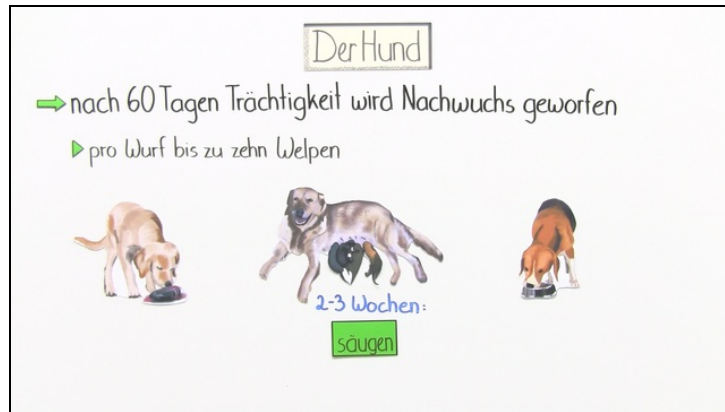 Der Hund
nach 60 Tagen Trächtigkeit wird Nachwuchs geworfen
pro Wurf bis zu zehn Welpen
2-3 Wochen:
säugen